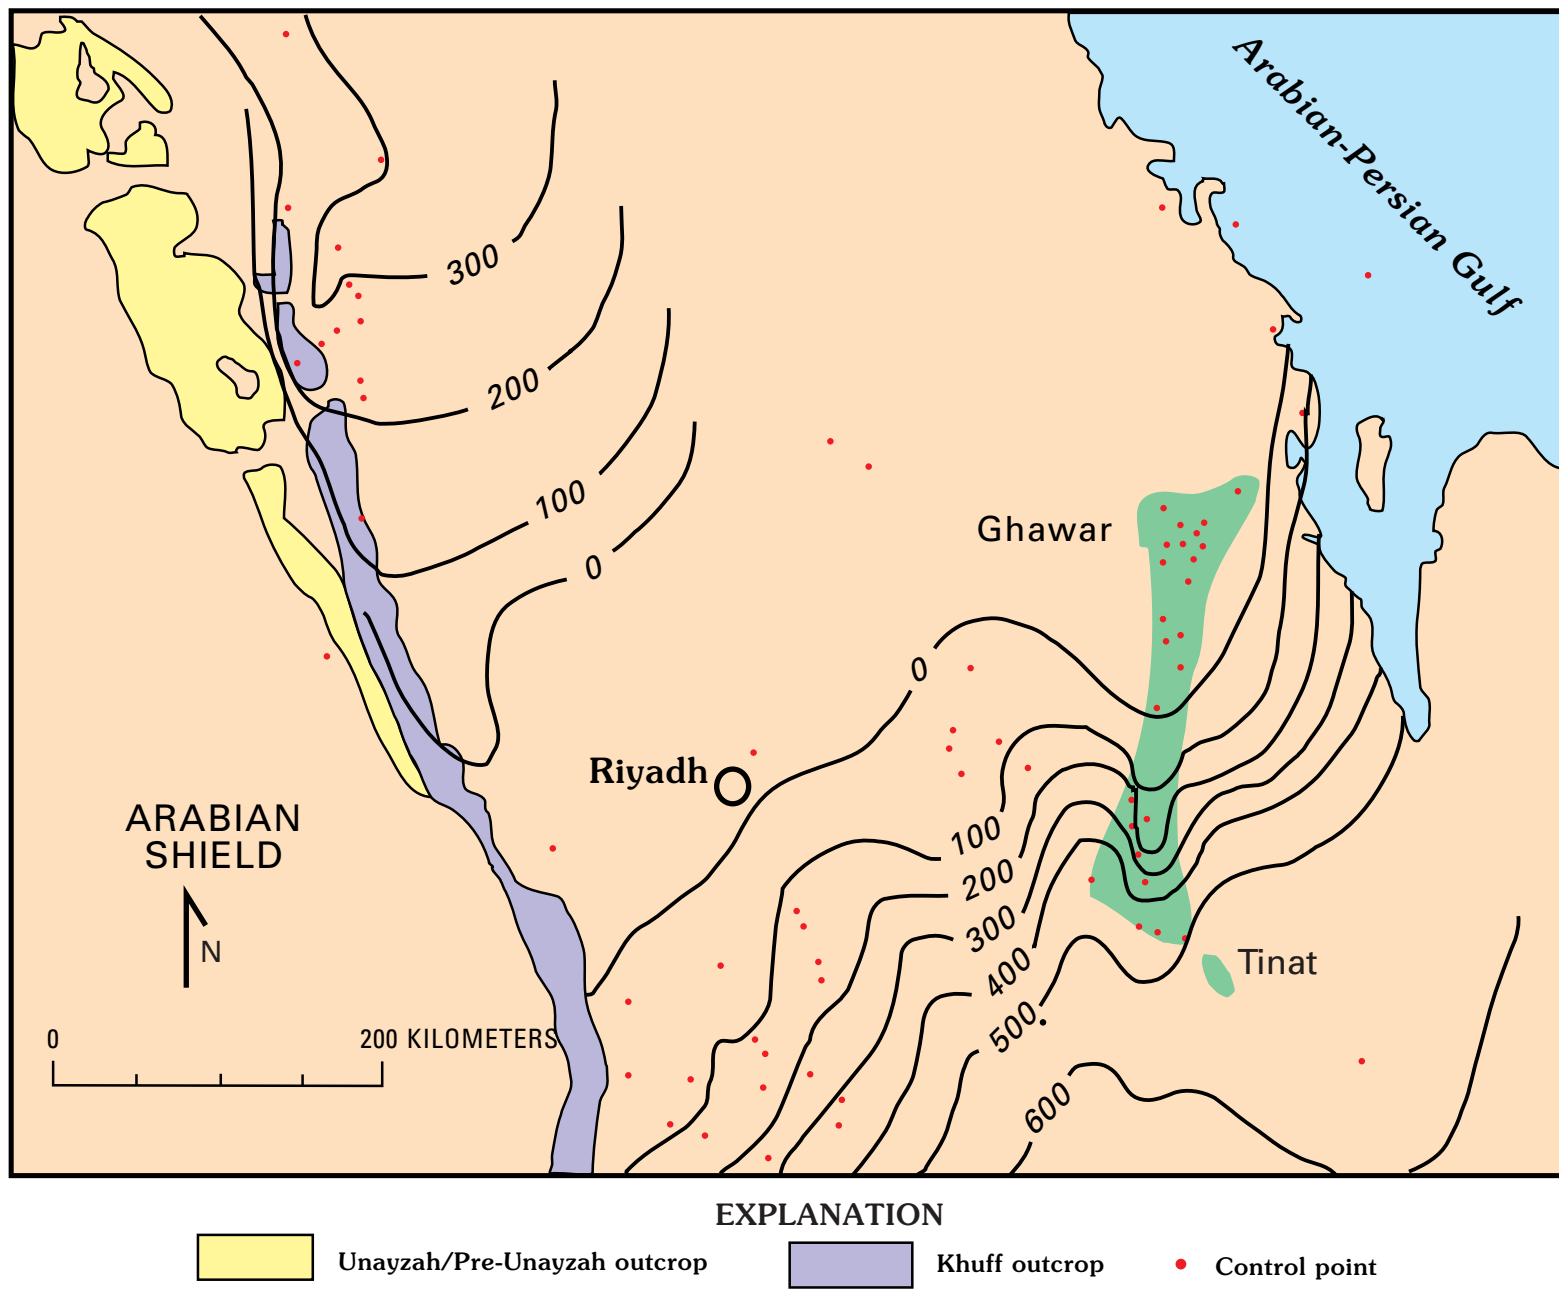 Arabian-Persian Gulf
300
200
100
0
Ghawar
0
Riyadh
ARABIAN
SHIELD
N
100
200
300
400
500
600
Tinat
0
200 KILOMETERS
EXPLANATION
Unayzah/Pre-Unayzah outcrop
Khuff outcrop
Control point